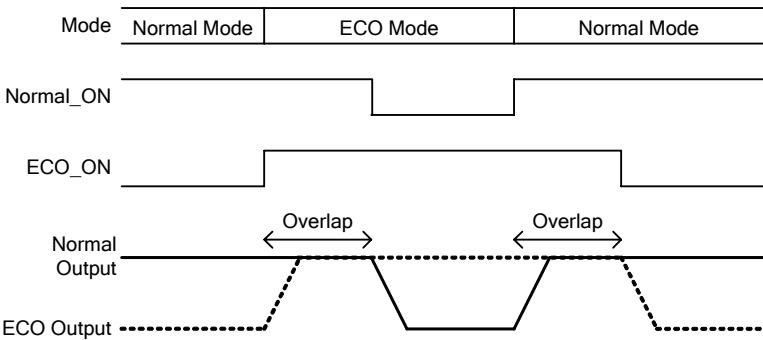 Mode
Normal Mode
ECO Mode
Normal Mode
Normal_ON
ECO_ON
Overlap
Overlap
Normal
Output
ECO Output